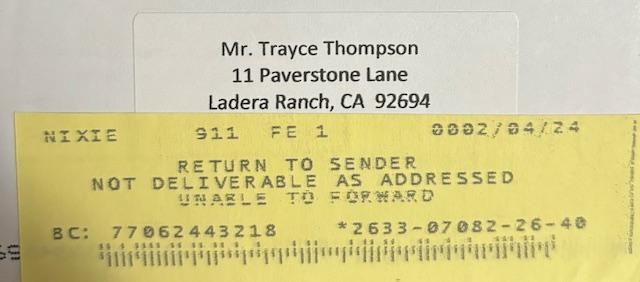 Mr. Trayce Thompson
11 Paverstone Lane
Ladera Ranch, CA 92694
NIXIE 911 FE 1 0002/04/24
RETURN TO SENDER
NOT DELIVERABLE AS ADDRESSED
UNABLE TO FORWARD
BC: 77062443218 *2633-07082-26-40